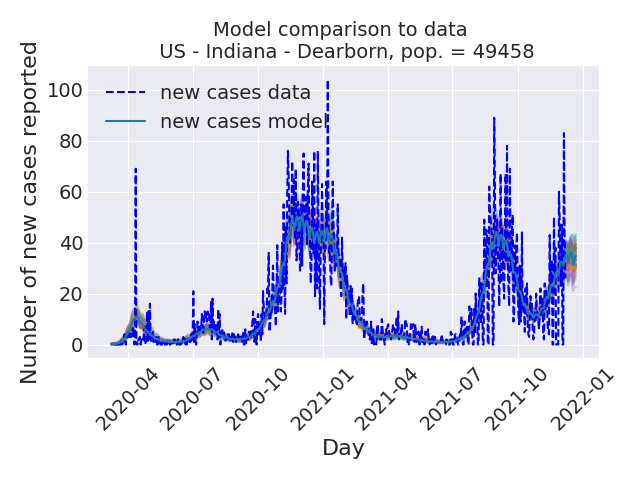 Model comparison to data
US - Indiana - Dearborn, pop. = 49458
Number of new cases reported
100
80
60
40
20
0
new cases data
new cases model
2020-04
2020-07
2020-10
2021-01
2021-04
2021-07
2021-10
2022-01
Day